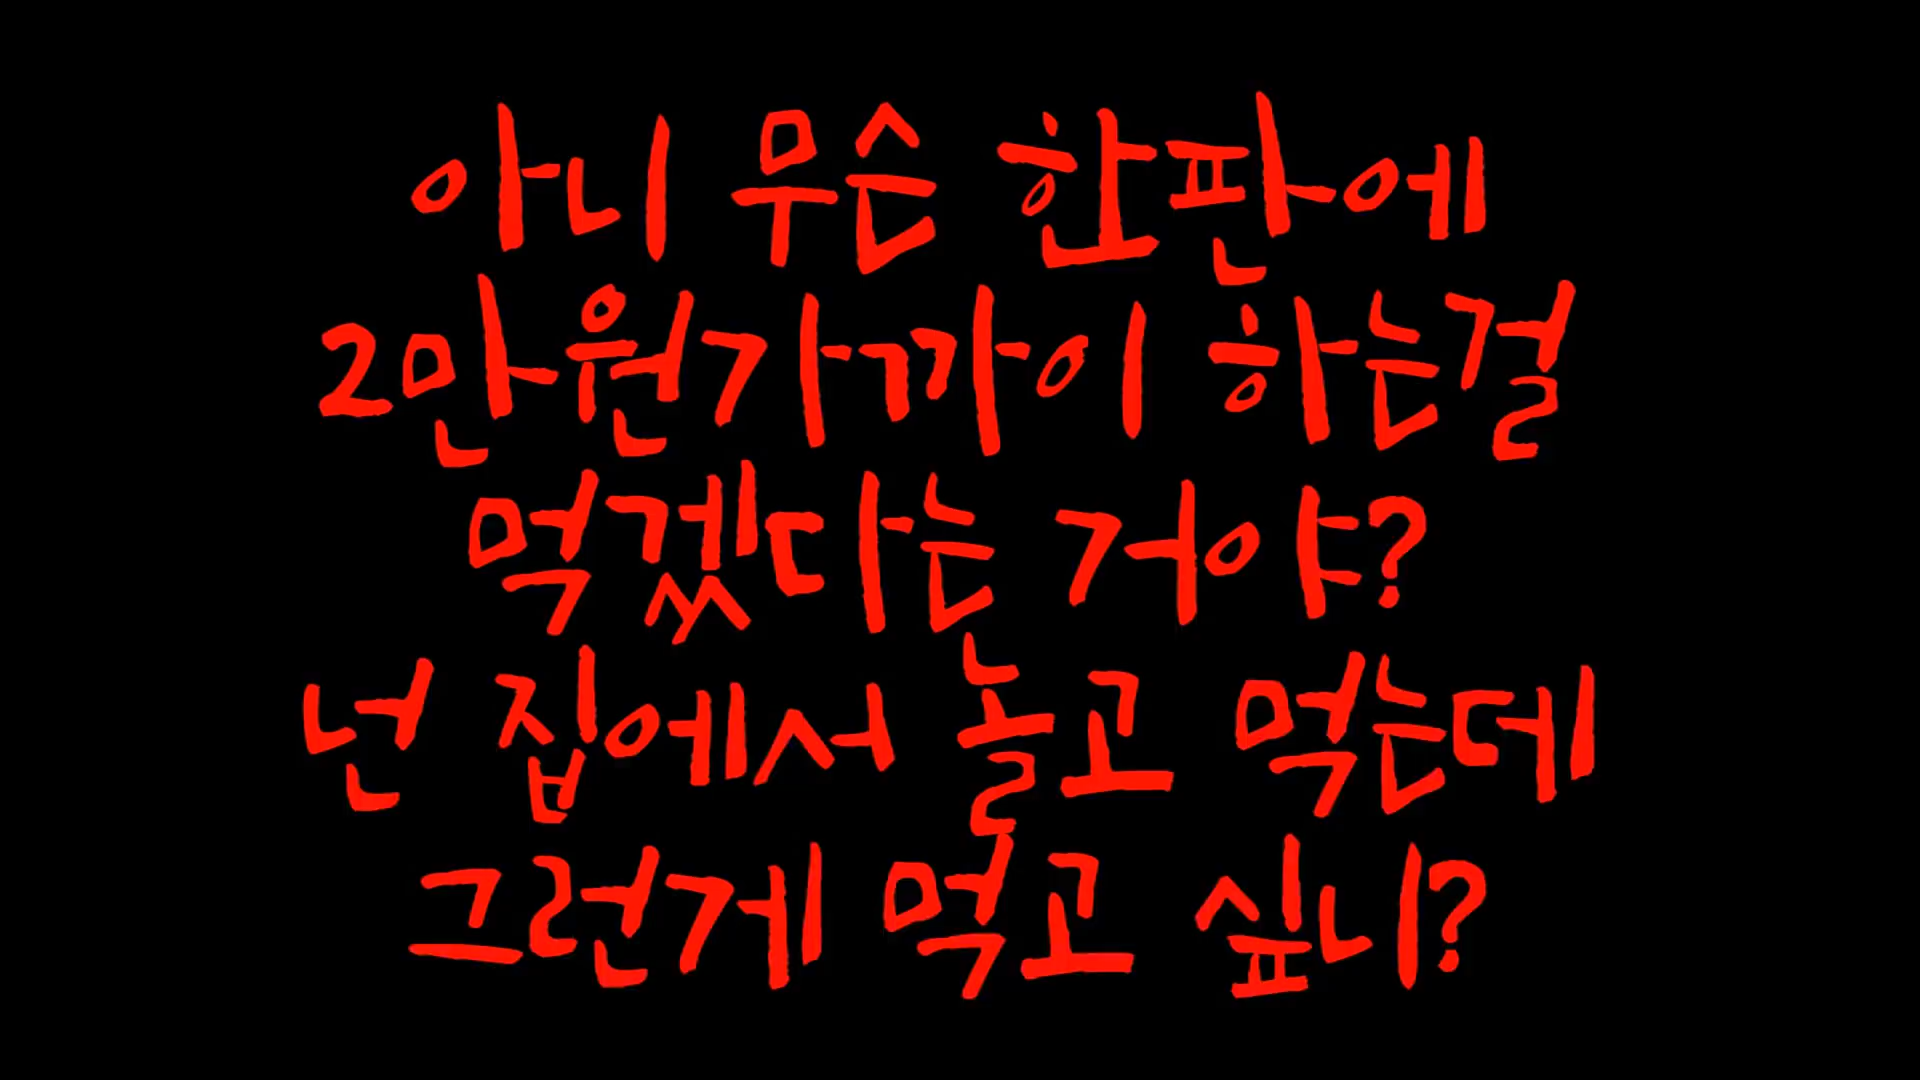 아니 무슨 한판에
2만원가까이 하는걸
먹겠다는 거야?
넌 집에서 놀고 먹는데
그런게 먹고 싶니?